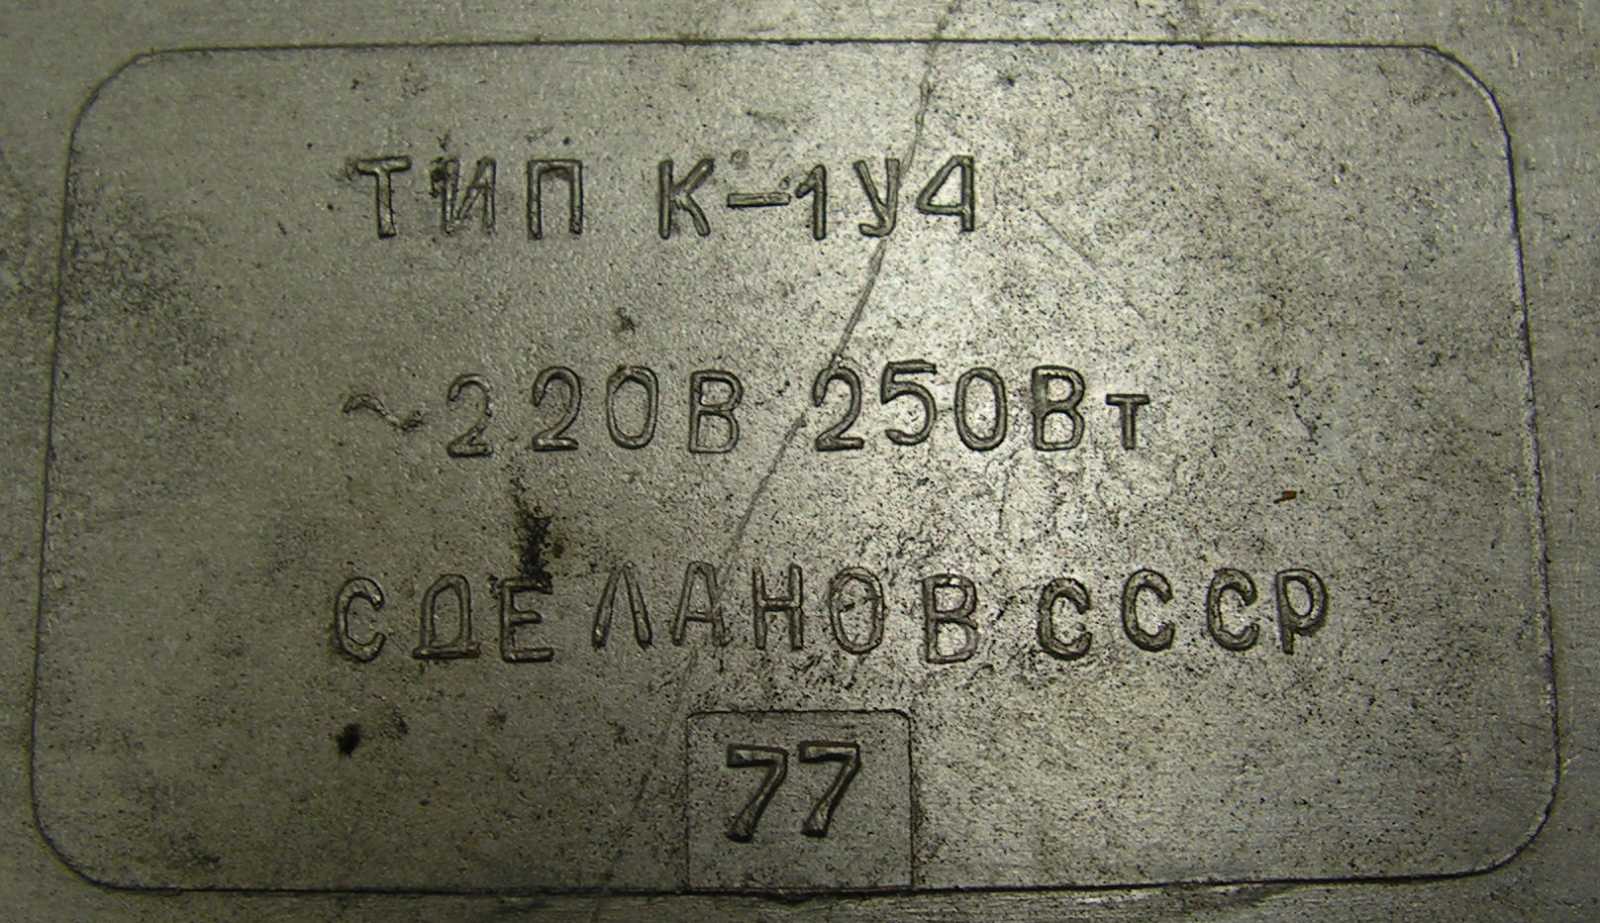 ТИП К-1У4
~220В 250Вт
СДЕЛАНО В СССР
77